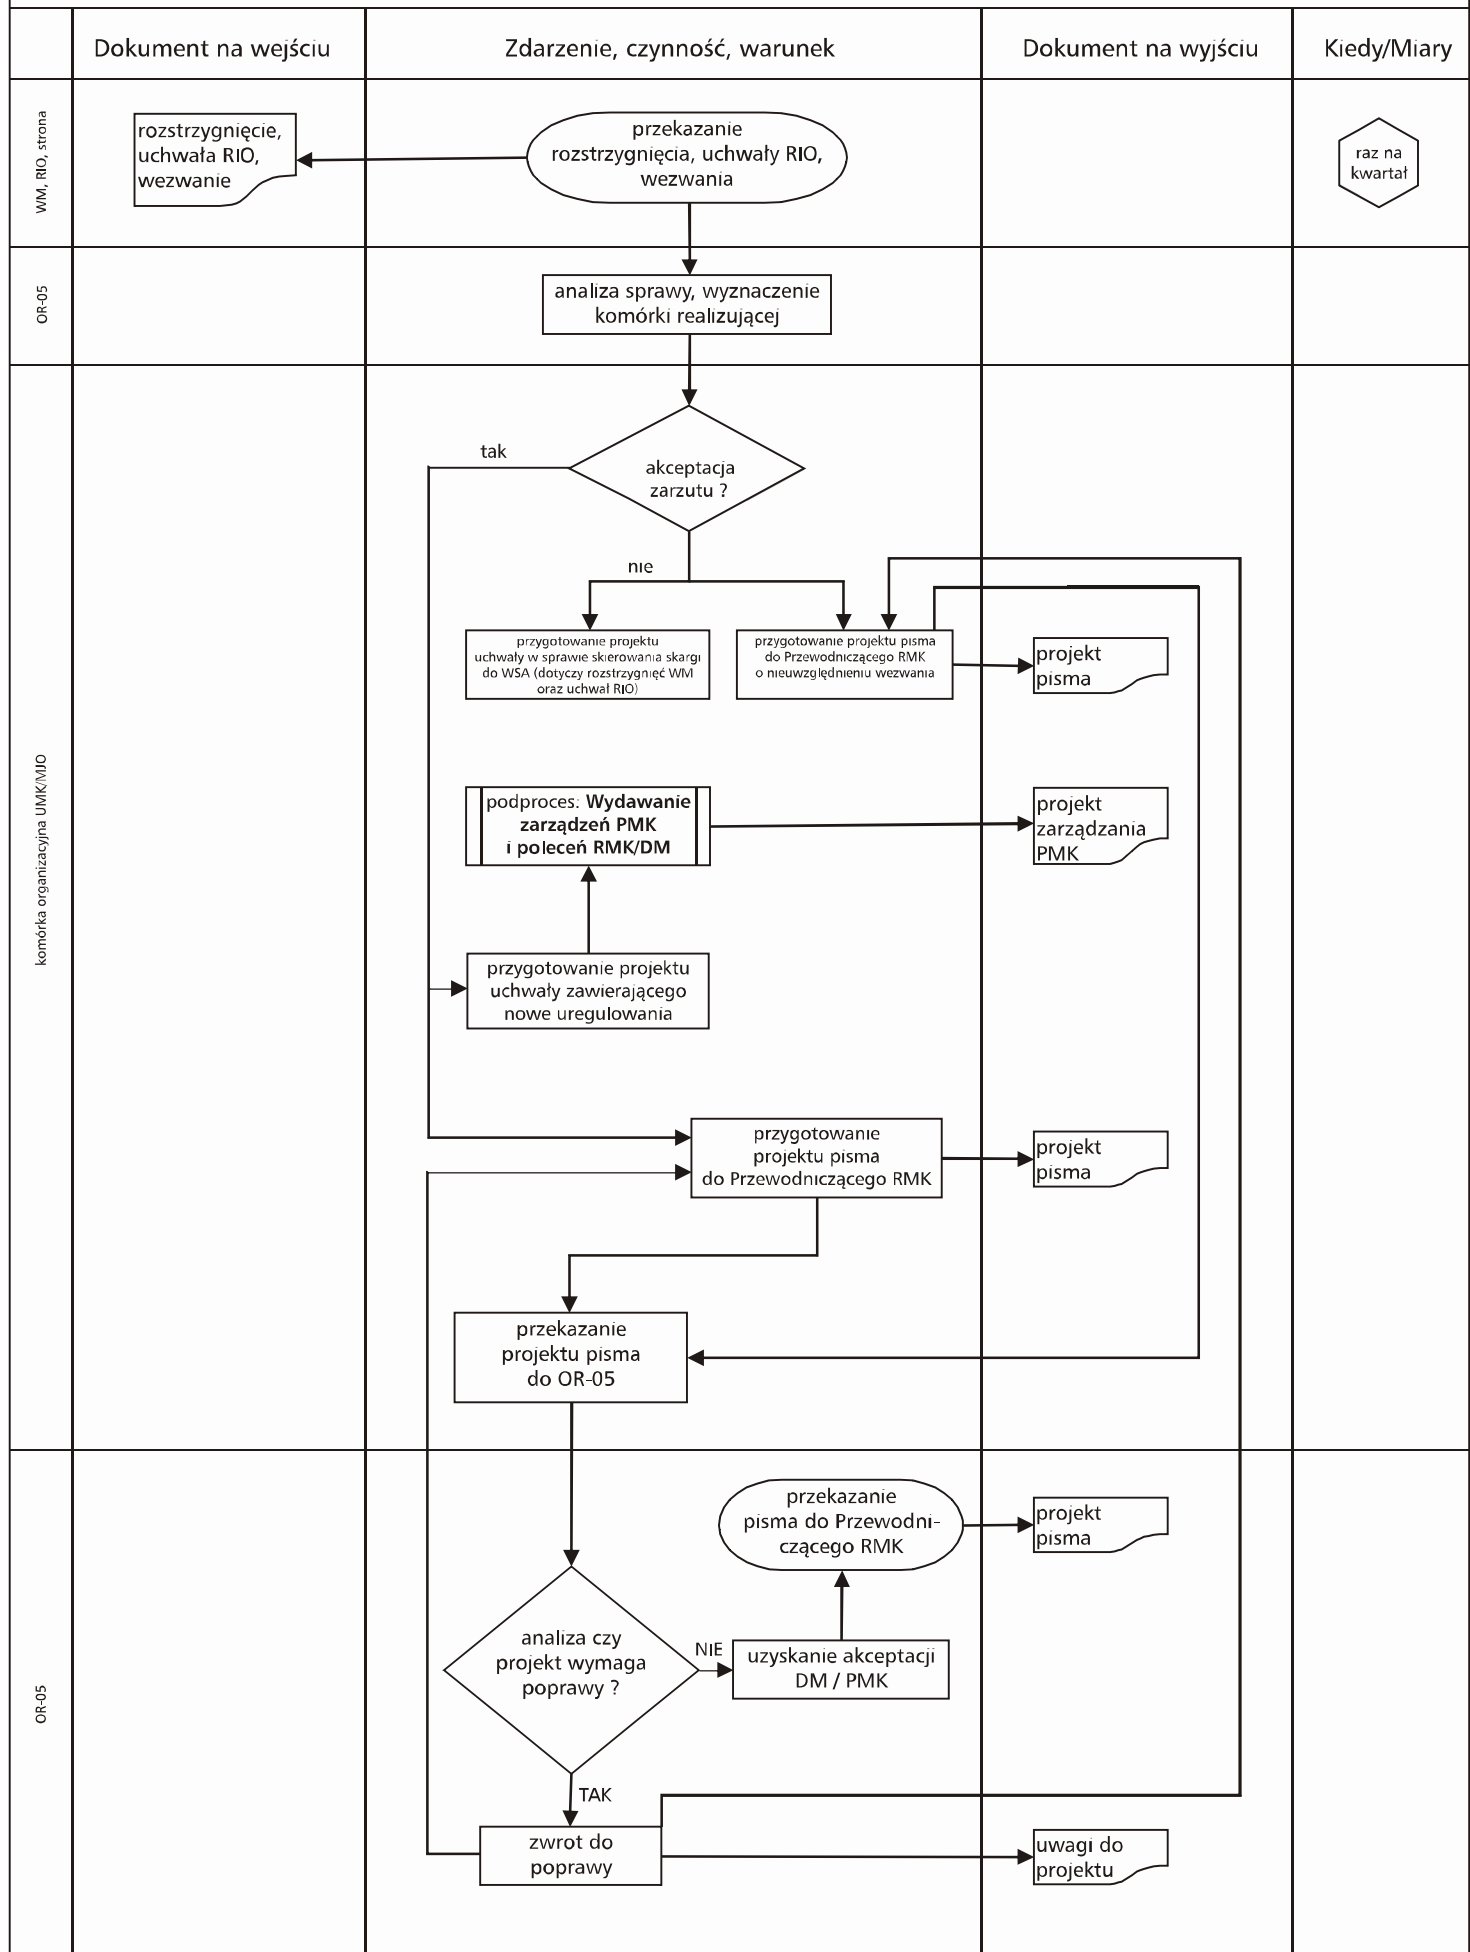 Dokument na wejściu
Zdarzenie, czynność, warunek
Dokument na wyjściu
Kiedy/Miary
WM, RIO, strona
rozstrzygnięcie,
uchwała RIO,
wezwanie
przekazanie
rozstrzygnięcia, uchwały RIO,
wezwania
raz na
kwartał
OR-05
analiza sprawy, wyznaczenie
komórki realizującej
komórka organizacyjna UMK/MJO
tak
akceptacja
zarzutu ?
nie
przygotowanie projektu
uchwały w sprawie skierowania skargi
do WSA (dotyczy rozstrzygnięć WM
oraz uchwał RIO)
przygotowanie projektu pisma
do Przewodniczącego RMK
o nieuwzględnieniu wezwania
projekt
pisma
podproces: Wydawanie
zarządzeń PMK
i poleceń RMK/DM
projekt
zarządzania
PMK
przygotowanie projektu
uchwały zawierającego
nowe uregulowania
przygotowanie
projektu pisma
do Przewodniczącego RMK
projekt
pisma
przekazanie
projektu pisma
do OR-05
OR-05
przekazanie
pisma do Przewodni-
czącego RMK
projekt
pisma
analiza czy
projekt wymaga
poprawy ?
NIE
uzyskanie akceptacji
DM / PMK
TAK
zwrot do
poprawy
uwagi do
projektu